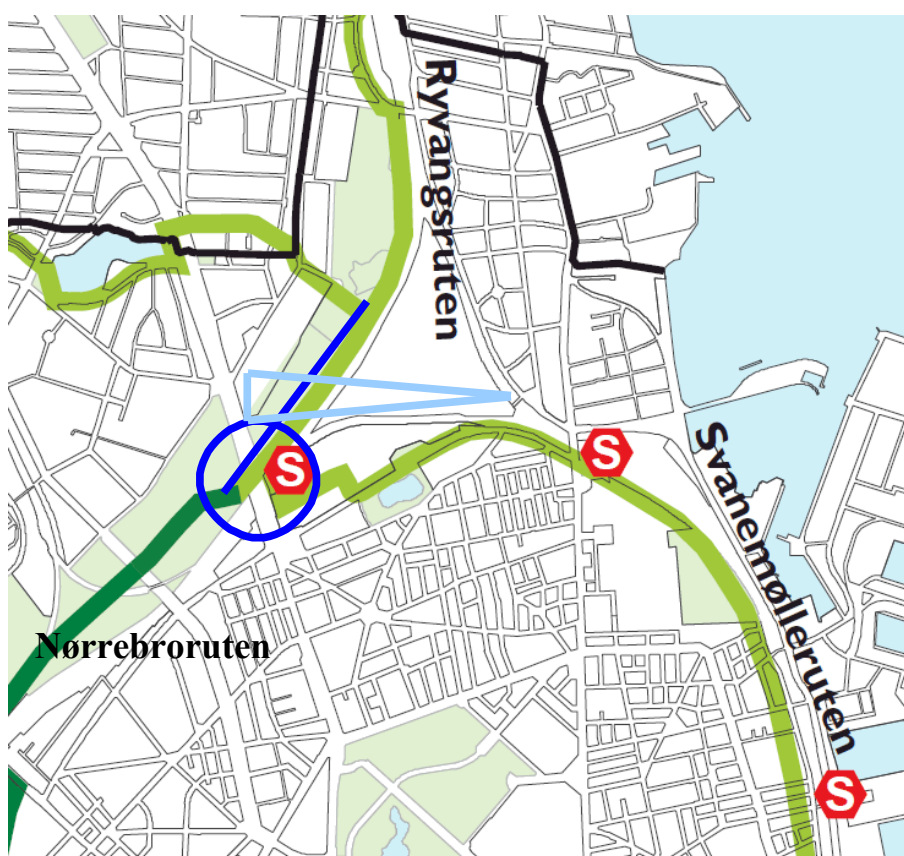 Ryvangsruten
S
S
Svanemølleruten
Nørrebroruten
S